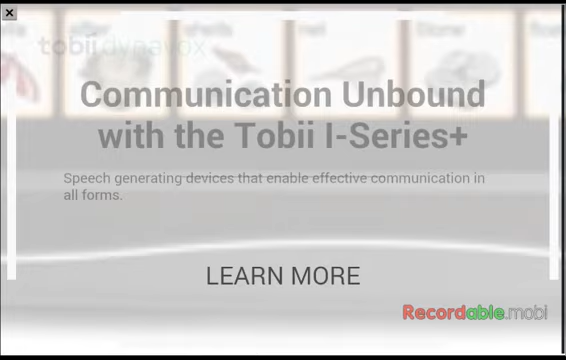 tobii dynavox
Communication Unbound
with the Tobii I-Series+
Speech generating devices that enable effective communication in
all forms.
LEARN MORE
Recordable.mobi